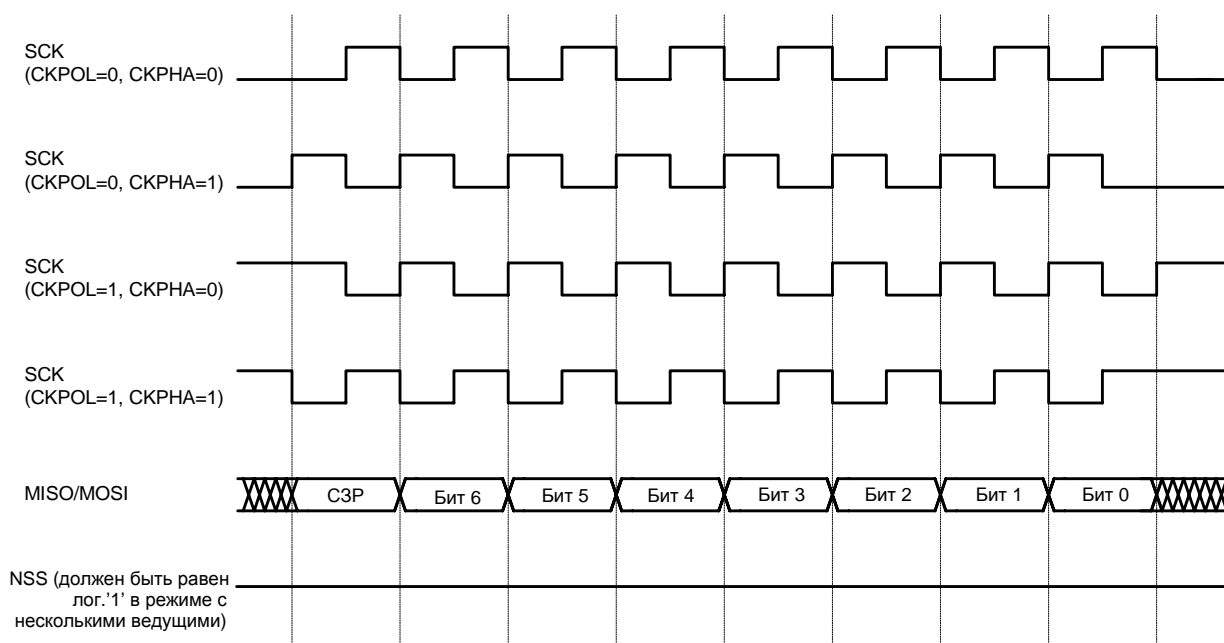 SCK
(CKPOL=0, CKPHA=0)
SCK
(CKPOL=0, CKPHA=1)
SCK
(CKPOL=1, CKPHA=0)
SCK
(CKPOL=1, CKPHA=1)
MISO/MOSI СЗР Бит 6 Бит 5 Бит 4 Бит 3 Бит 2 Бит 1 Бит 0
NSS (должен быть равен
лог.'1' в режиме с
несколькими ведущими)